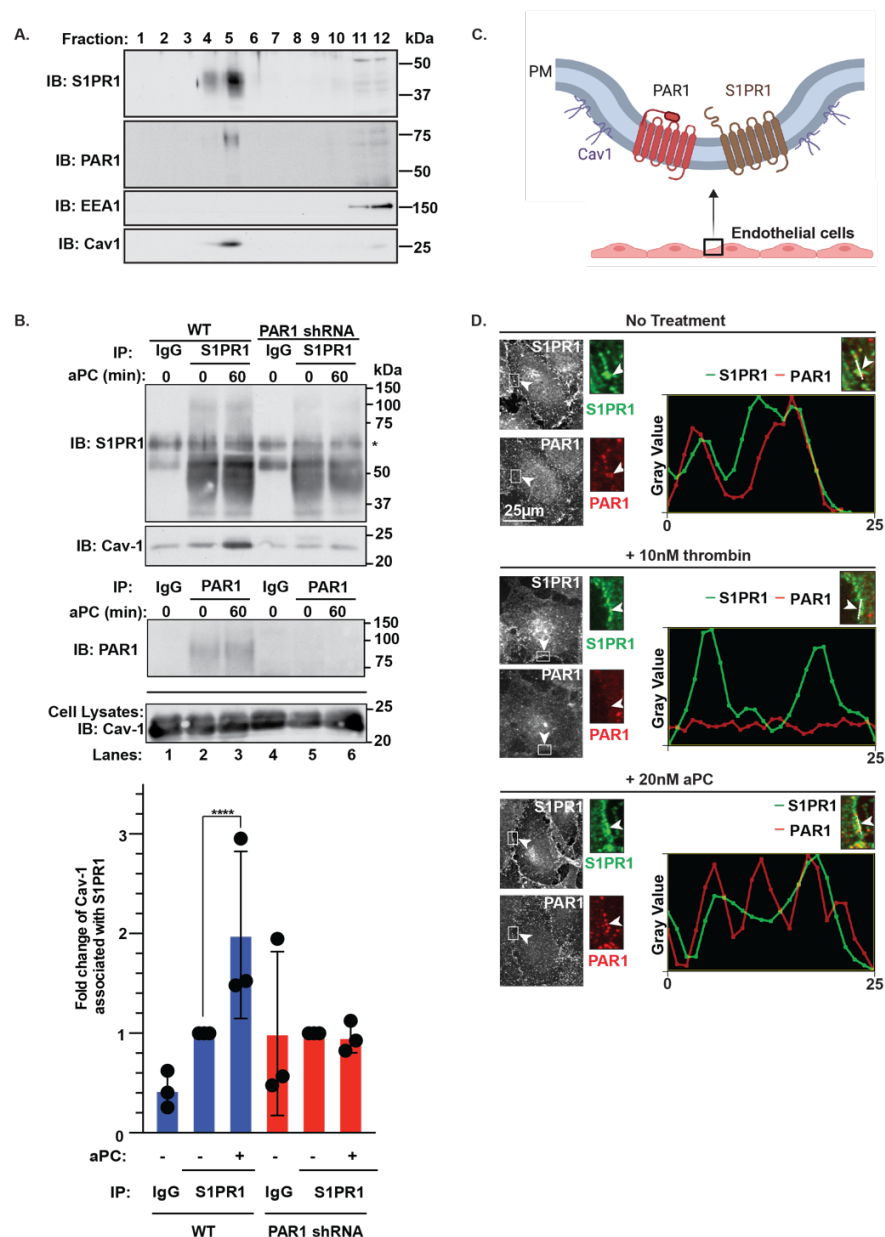 A.
Fraction: 1 2 3 4 5 6 7 8 9 10 11 12 kDa
IB: S1PR1
50
37
IB: PAR1
75
50
IB: EEA1
150
IB: Cav1
25
C.
PM
PAR1
S1PR1
Cav1
Endothelial cells
B.
WT PAR1 shRNA
IP: IgG S1PR1 IgG S1PR1
aPC (min): 0 0 60 0 0 60 kDa
150
100
75
IB: S1PR1 *
50
37
IB: Cav-1
25
20
IP: IgG PAR1 IgG PAR1
aPC (min): 0 0 60 0 0 60
150
IB: PAR1
100
75
Cell Lysates:
IB: Cav-1
25
20
Lanes: 1 2 3 4 5 6
Fold change of Cav-1
associated with S1PR1
3
2
1
0
****
aPC: - - + - - +
IP: IgG S1PR1 IgG S1PR1
WT PAR1 shRNA
D.
No Treatment
S1PR1
S1PR1
PAR1
25µm
PAR1
S1PR1 PAR1
Gray Value
0 25
+ 10nM thrombin
S1PR1
S1PR1
PAR1
PAR1
S1PR1 PAR1
Gray Value
0 25
+ 20nM aPC
S1PR1
S1PR1
PAR1
PAR1
S1PR1
PAR1
Gray Value
0 25